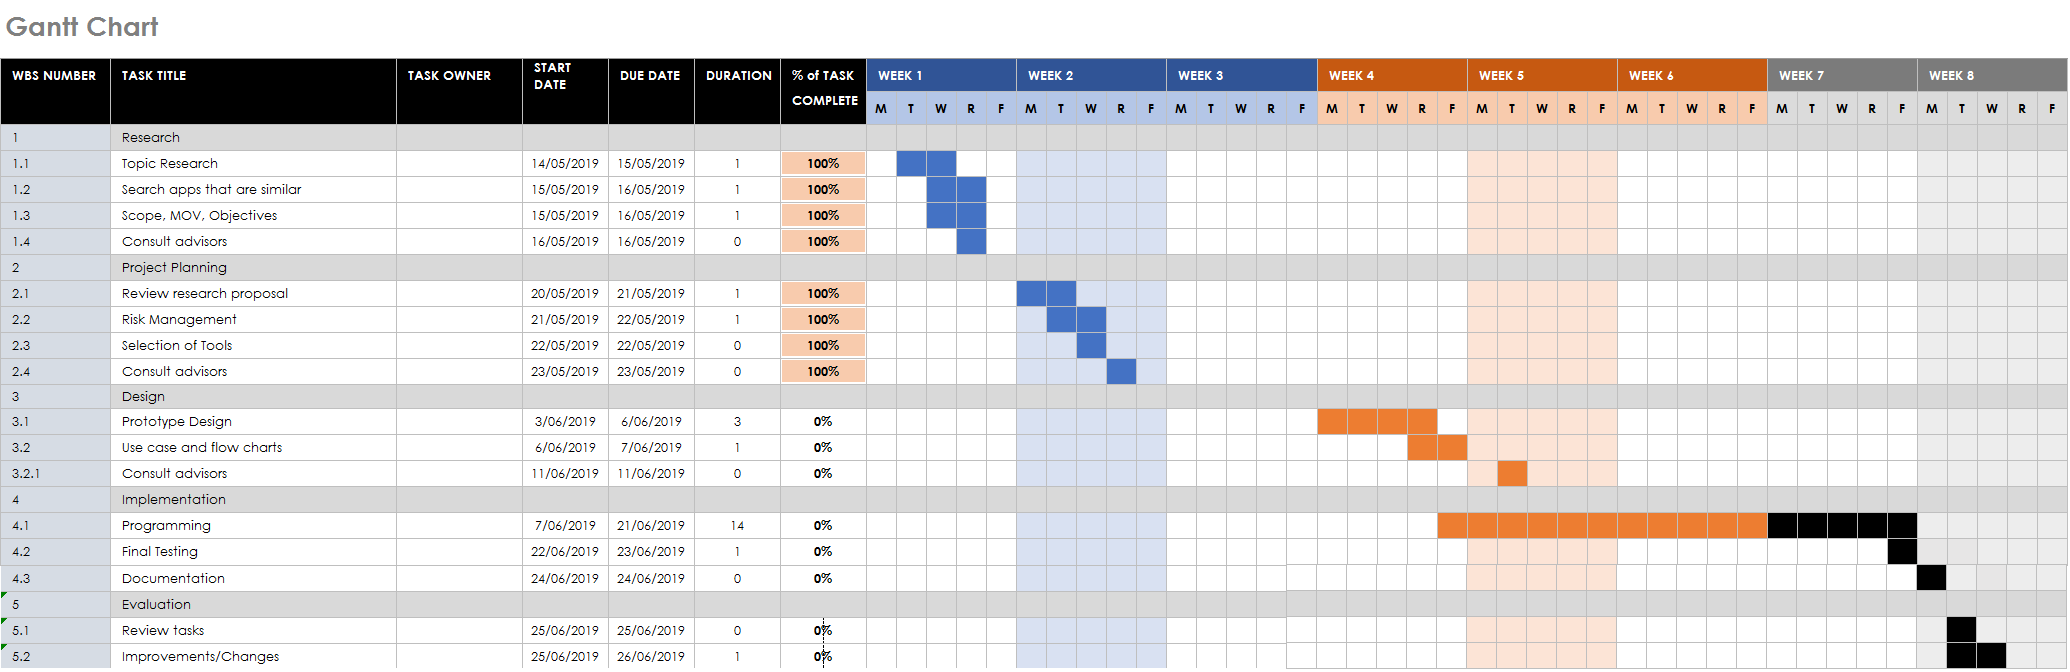 Gantt Chart
WBS NUMBER TASK TITLE TASK OWNER START DATE DUE DATE DURATION % of TASK COMPLETE WEEK 1 WEEK 2 WEEK 3 WEEK 4 WEEK 5 WEEK 6 WEEK 7 WEEK 8
M T W R F M T W R F M T W R F M T W R F M T W R F M T W R F M T W R F M T W R F
1 Research
1.1 Topic Research 14/05/2019 15/05/2019 1 100%
1.2 Search apps that are similar 15/05/2019 16/05/2019 1 100%
1.3 Scope, MOV, Objectives 15/05/2019 16/05/2019 1 100%
1.4 Consult advisors 16/05/2019 16/05/2019 0 100%
2 Project Planning
2.1 Review research proposal 20/05/2019 21/05/2019 1 100%
2.2 Risk Management 21/05/2019 22/05/2019 1 100%
2.3 Selection of Tools 22/05/2019 22/05/2019 0 100%
2.4 Consult advisors 23/05/2019 23/05/2019 0 100%
3 Design
3.1 Prototype Design 3/06/2019 6/06/2019 3 0%
3.2 Use case and flow charts 6/06/2019 7/06/2019 1 0%
3.2.1 Consult advisors 11/06/2019 11/06/2019 0 0%
4 Implementation
4.1 Programming 7/06/2019 21/06/2019 14 0%
4.2 Final Testing 22/06/2019 23/06/2019 1 0%
4.3 Documentation 24/06/2019 24/06/2019 0 0%
5 Evaluation
5.1 Review tasks 25/06/2019 25/06/2019 0 0%
5.2 Improvements/Changes 25/06/2019 26/06/2019 1 0%